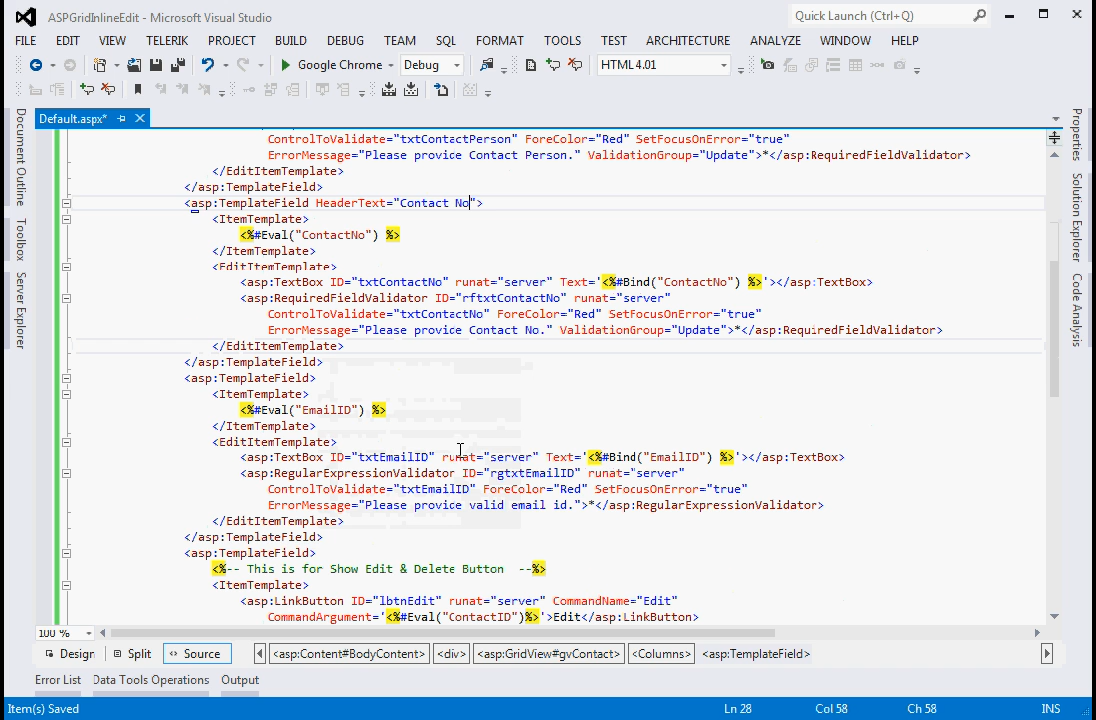 ASPGridInlineEdit - Microsoft Visual Studio
Quick Launch (Ctrl+Q)
FILE EDIT VIEW TELERIK PROJECT BUILD DEBUG TEAM SQL FORMAT TOOLS TEST ARCHITECTURE ANALYZE WINDOW HELP
Google Chrome Debug HTML 4.01
Default.aspx*
Document Outline
Toolbox
Server Explorer
Properties
Solution Explorer
Code Analysis
ControlToValidate="txtContactPerson" ForeColor="Red" SetFocusOnError="true"
ErrorMessage="Please provide Contact Person." ValidationGroup="Update">*</asp:RequiredFieldValidator>
</EditItemTemplate>
</asp:TemplateField>
<asp:TemplateField HeaderText="Contact No">
<ItemTemplate>
<%#Eval("ContactNo") %>
</ItemTemplate>
<EditItemTemplate>
<asp:TextBox ID="txtContactNo" runat="server" Text='<%#Bind("ContactNo") %>'></asp:TextBox>
<asp:RequiredFieldValidator ID="rftxtContactNo" runat="server"
ControlToValidate="txtContactNo" ForeColor="Red" SetFocusOnError="true"
ErrorMessage="Please provide Contact No." ValidationGroup="Update">*</asp:RequiredFieldValidator>
</EditItemTemplate>
</asp:TemplateField>
<asp:TemplateField>
<ItemTemplate>
<%#Eval("EmailID") %>
</ItemTemplate>
<EditItemTemplate>
<asp:TextBox ID="txtEmailID" runat="server" Text='<%#Bind("EmailID") %>'></asp:TextBox>
<asp:RegularExpressionValidator ID="rgtxtEmailID" runat="server"
ControlToValidate="txtEmailID" ForeColor="Red" SetFocusOnError="true"
ErrorMessage="Please provide valid email id.">*</asp:RegularExpressionValidator>
</EditItemTemplate>
</asp:TemplateField>
<asp:TemplateField>
<%-- This is for Show Edit & Delete Button --%>
<ItemTemplate>
<asp:LinkButton ID="lbtnEdit" runat="server" CommandName="Edit"
CommandArgument='<%#Eval("ContactID")%>'>Edit</asp:LinkButton>
100 %
Design Split Source <asp:Content#BodyContent> <div> <asp:GridView#gvContact> <Columns> <asp:TemplateField>
Error List Data Tools Operations Output
Item(s) Saved Ln 28 Col 58 Ch 58 INS